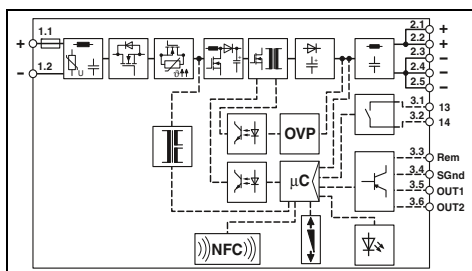 1.1
+
1.2
−
U
ϑ
2.1 +
2.2 +
2.3 −
2.4 −
2.5 −
3.1 13
3.2 14
OVP
µC
3.3 Rem
3.4 SGnd
3.5 OUT1
3.6 OUT2
NFC